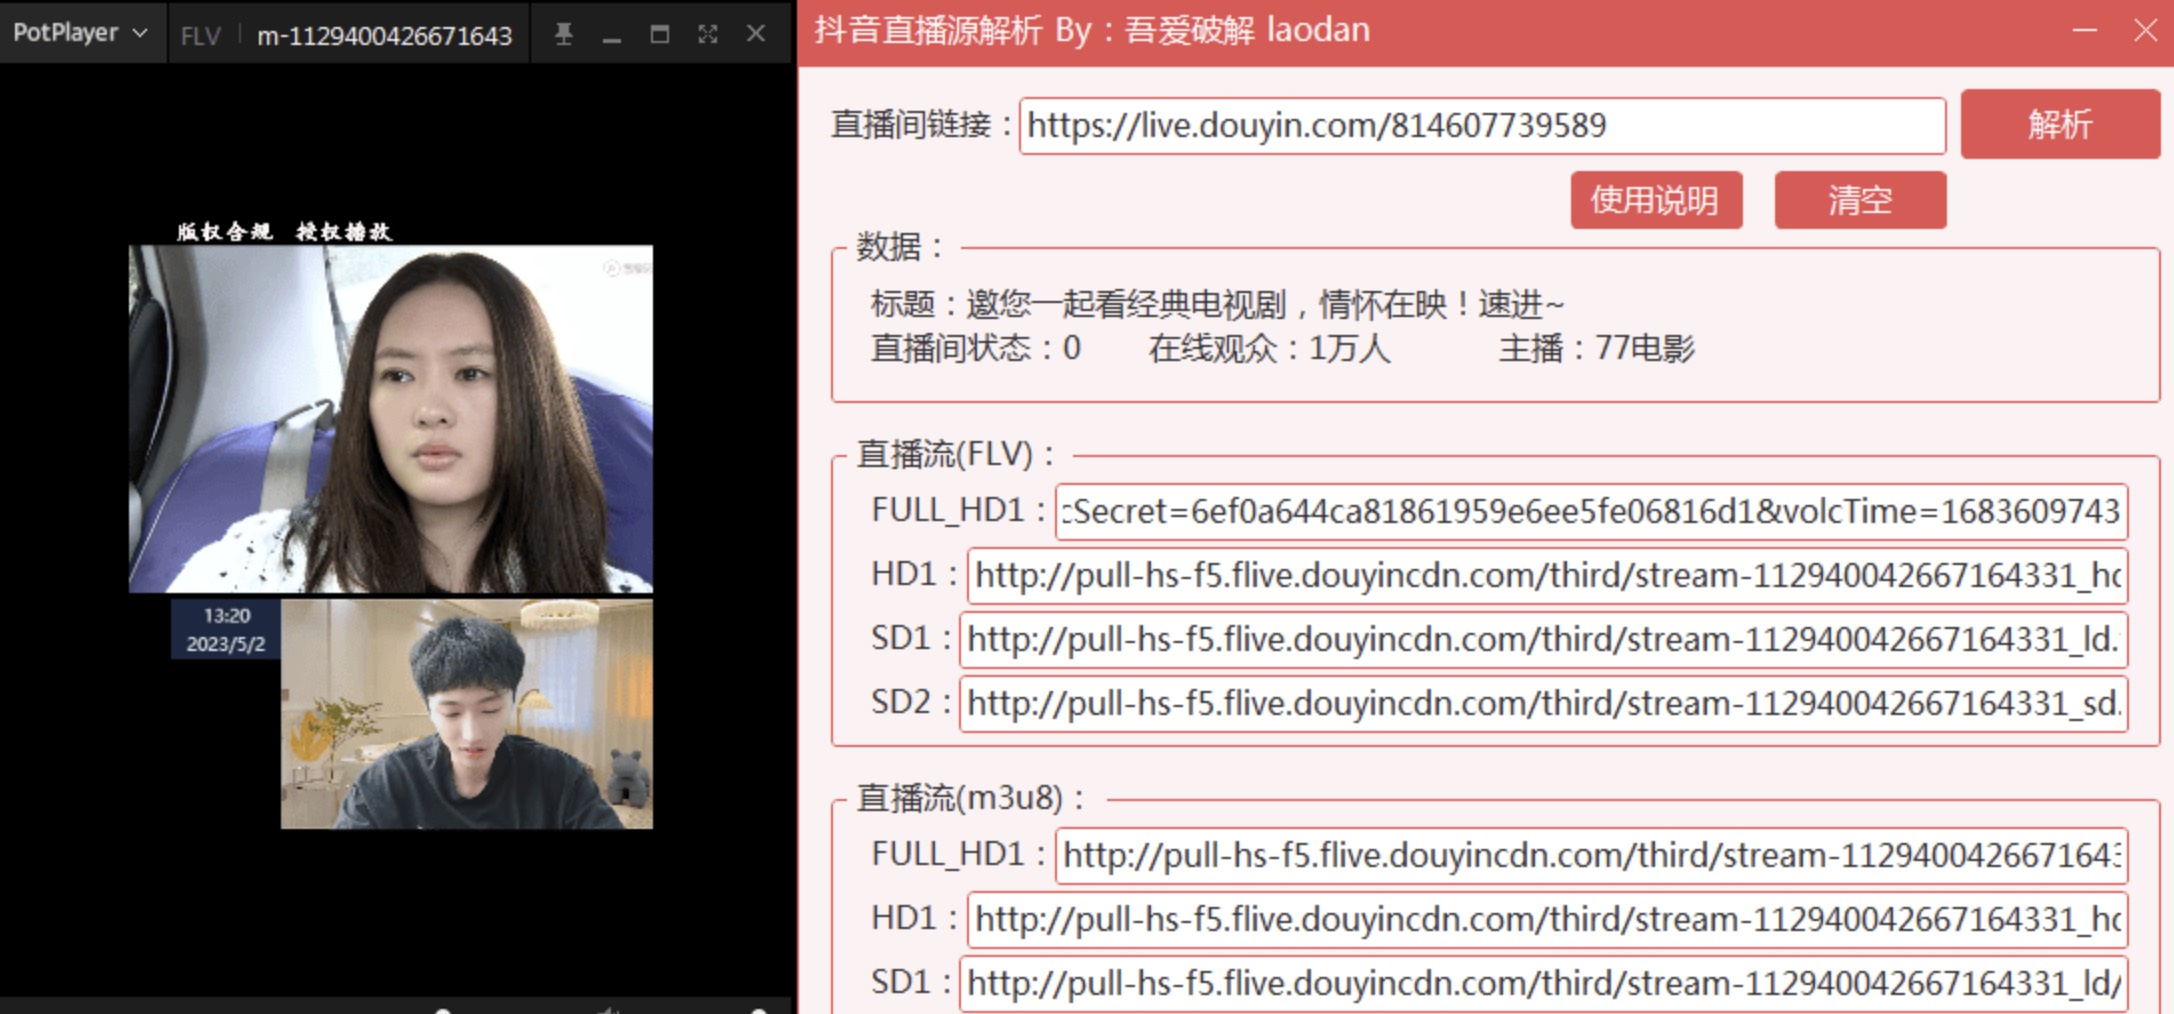 PotPlayer
FLV
m-1129400426671643
版权合规 授权播放
13:20
2023/5/2
抖音直播源解析 By：吾爱破解 laodan
直播间链接：
https://live.douyin.com/814607739589
解析
使用说明
清空
数据：
标题：邀您一起看经典电视剧，情怀在映！速进~
直播间状态：0 在线观众：1万人 主播：77电影
直播流(FLV)：
FULL_HD1：
cSecret=6ef0a644ca81861959e6ee5fe06816d1&volcTime=1683609743
HD1：
http://pull-hs-f5.flive.douyincdn.com/third/stream-112940042667164331_hd
SD1：
http://pull-hs-f5.flive.douyincdn.com/third/stream-112940042667164331_ld.
SD2：
http://pull-hs-f5.flive.douyincdn.com/third/stream-112940042667164331_sd.
直播流(m3u8)：
FULL_HD1：
http://pull-hs-f5.flive.douyincdn.com/third/stream-11294004266716433
HD1：
http://pull-hs-f5.flive.douyincdn.com/third/stream-112940042667164331_hd
SD1：
http://pull-hs-f5.flive.douyincdn.com/third/stream-112940042667164331_ld/